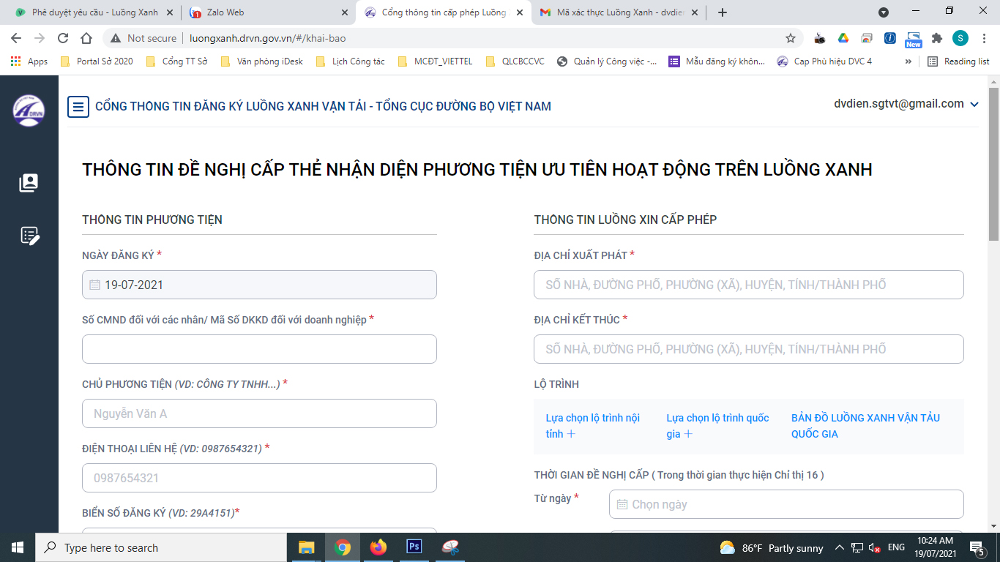 Phê duyệt yêu cầu - Luồng Xanh
Zalo Web
Cổng thông tin cấp phép Luồng
Mã xác thực Luồng Xanh - dvdien
Not secure
luongxanh.drvn.gov.vn/#/khai-bao
S
New
Apps
Portal Sở 2020
Cổng TT Sở
Văn phòng iDesk
Lịch Công tác
MCĐT_VIETTEL
QLCBCCVC
Quản lý Công việc -...
Mẫu đăng ký khôn...
Cap Phù hiệu DVC 4
»
Reading list
DRVN
CỔNG THÔNG TIN ĐĂNG KÝ LUỒNG XANH VẬN TẢI - TỔNG CỤC ĐƯỜNG BỘ VIỆT NAM
dvdien.sgtvt@gmail.com
THÔNG TIN ĐỀ NGHỊ CẤP THẺ NHẬN DIỆN PHƯƠNG TIỆN ƯU TIÊN HOẠT ĐỘNG TRÊN LUỒNG XANH
THÔNG TIN PHƯƠNG TIỆN
NGÀY ĐĂNG KÝ *
19-07-2021
Số CMND đối với các nhân/ Mã Số DKKD đối với doanh nghiệp *
CHỦ PHƯƠNG TIỆN (VD: CÔNG TY TNHH...) *
Nguyễn Văn A
ĐIỆN THOẠI LIÊN HỆ (VD: 0987654321) *
0987654321
BIỂN SỐ ĐĂNG KÝ (VD: 29A4151)*
THÔNG TIN LUỒNG XIN CẤP PHÉP
ĐỊA CHỈ XUẤT PHÁT *
SỐ NHÀ, ĐƯỜNG PHỐ, PHƯỜNG (XÃ), HUYỆN, TỈNH/THÀNH PHỐ
ĐỊA CHỈ KẾT THÚC *
SỐ NHÀ, ĐƯỜNG PHỐ, PHƯỜNG (XÃ), HUYỆN, TỈNH/THÀNH PHỐ
LỘ TRÌNH
Lựa chọn lộ trình nội
tỉnh +
Lựa chọn lộ trình quốc
gia +
BẢN ĐỒ LUỒNG XANH VẬN TẢU
QUỐC GIA
THỜI GIAN ĐỀ NGHỊ CẤP ( Trong thời gian thực hiện Chỉ thị 16 )
Từ ngày *
Chọn ngày
Type here to search
Ps
86°F Partly sunny
ENG
10:24 AM
19/07/2021
5